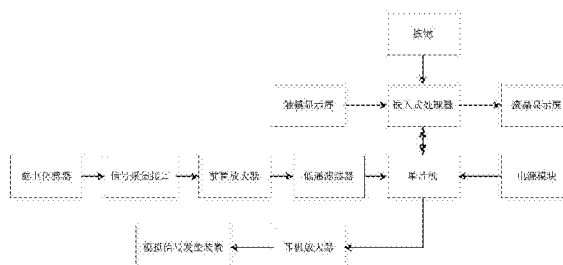 按键
触摸显示屏
嵌入式处理器
液晶显示屏
信号采集接口
前置放大器
低通滤波器
单片机
电源模块
模拟信号发生装置
耳机放大器